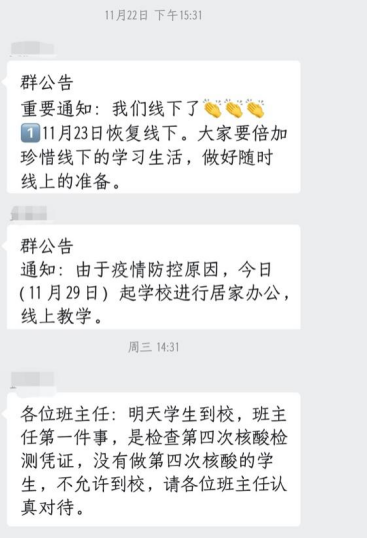 11月22日 下午15:31
群公告
重要通知：我们线下了👏👏👏
1️⃣11月23日恢复线下。大家要倍加
珍惜线下的学习生活，做好随时
线上的准备。
群公告
通知：由于疫情防控原因，今日
(11月29日）起学校进行居家办公，
线上教学。
周三 14:31
各位班主任：明天学生到校，班主
任第一件事，是检查第四次核酸检
测凭证，没有做第四次核酸的学
生，不允许到校，请各位班主任认
真对待。